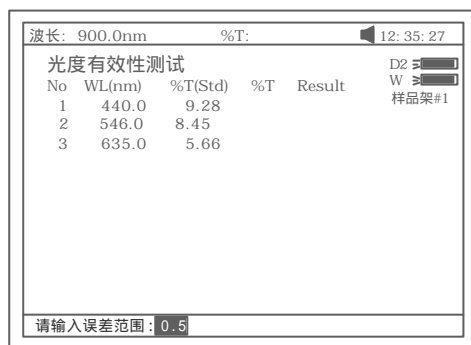 波长: 900.0nm %T: 12: 35: 27
光度有效性测试
D2
No WL(nm) %T(Std) %T Result W
1 440.0 9.28 样品架#1
2 546.0 8.45
3 635.0 5.66
请输入误差范围: 0.5